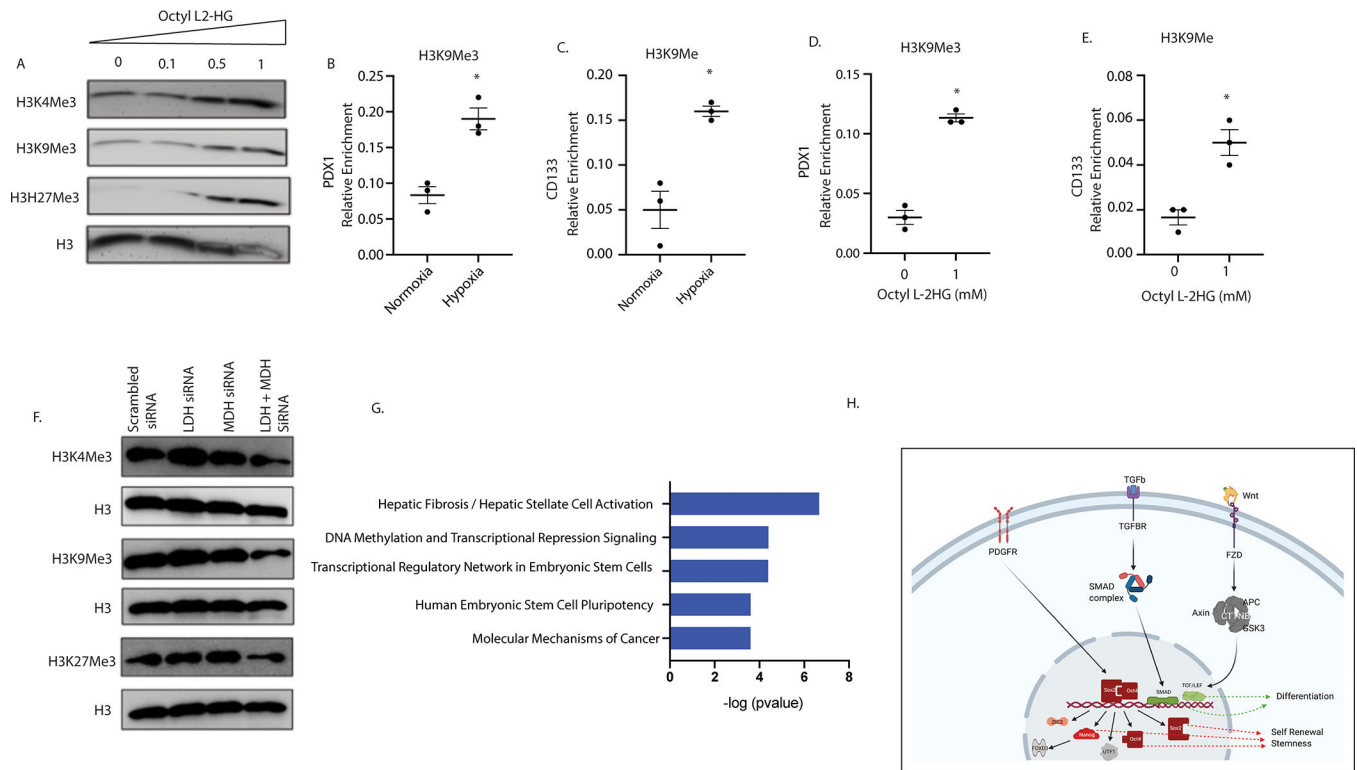 Octyl L2-HG
A
0 0.1 0.5 1
H3K4Me3
H3K9Me3
H3H27Me3
H3
B
H3K9Me3
PDX1
Relative Enrichment
0.25
0.20
0.15
0.10
0.05
0.00
*
Normoxia
Hypoxia
C.
H3K9Me
CD133
Relative Enrichment
0.20
0.15
0.10
0.05
0.00
*
Normoxia
Hypoxia
D.
H3K9Me3
PDX1
Relative Enrichment
0.15
0.10
0.05
0.00
*
0 1
Octyl L-2HG (mM)
E.
H3K9Me
CD133
Relative Enrichment
0.08
0.06
0.04
0.02
0.00
*
0 1
Octyl L-2HG (mM)
F.
Scrambled
siRNA
LDH siRNA
MDH siRNA
LDH + MDH
SiRNA
H3K4Me3
H3
H3K9Me3
H3
H3K27Me3
H3
G.
Hepatic Fibrosis / Hepatic Stellate Cell Activation
DNA Methylation and Transcriptional Repression Signaling
Transcriptional Regulatory Network in Embryonic Stem Cells
Human Embryonic Stem Cell Pluripotency
Molecular Mechanisms of Cancer
0 2 4 6 8
-log (pvalue)
H.
TGFb
Wnt
TGFBR
PDGFR
FZD
SMAD
complex
Axin
APC
CTNNB
GSK3
Sox2
Oct4
SMAD
TCF/LEF
Differentiation
ZIC3
Nanog
Sox2
Oct4
Self Renewal
Stemness
FOXD3
UTF1